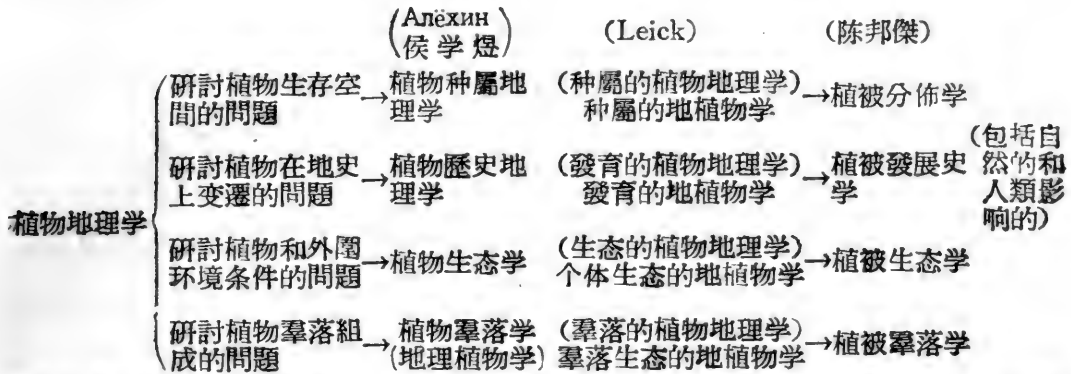 (Алёхин 侯学煜) (Leick) (陈邦傑)
植物地理学
研討植物生存空間的問題→植物种屬地理学 (种屬的植物地理学) 种屬的地植物学→植被分佈学
研討植物在地史上变遷的問題→植物歷史地理学 (發育的植物地理学) 發育的地植物学→植被發展史学
(包括自然的和人類影响的)
研討植物和外圍环境条件的問題→植物生态学 (生态的植物地理学) 个体生态的地植物学→植被生态学
研討植物羣落組成的問題→植物羣落学 (地理植物学) (羣落的植物地理学) 羣落生态的地植物学→植被羣落学